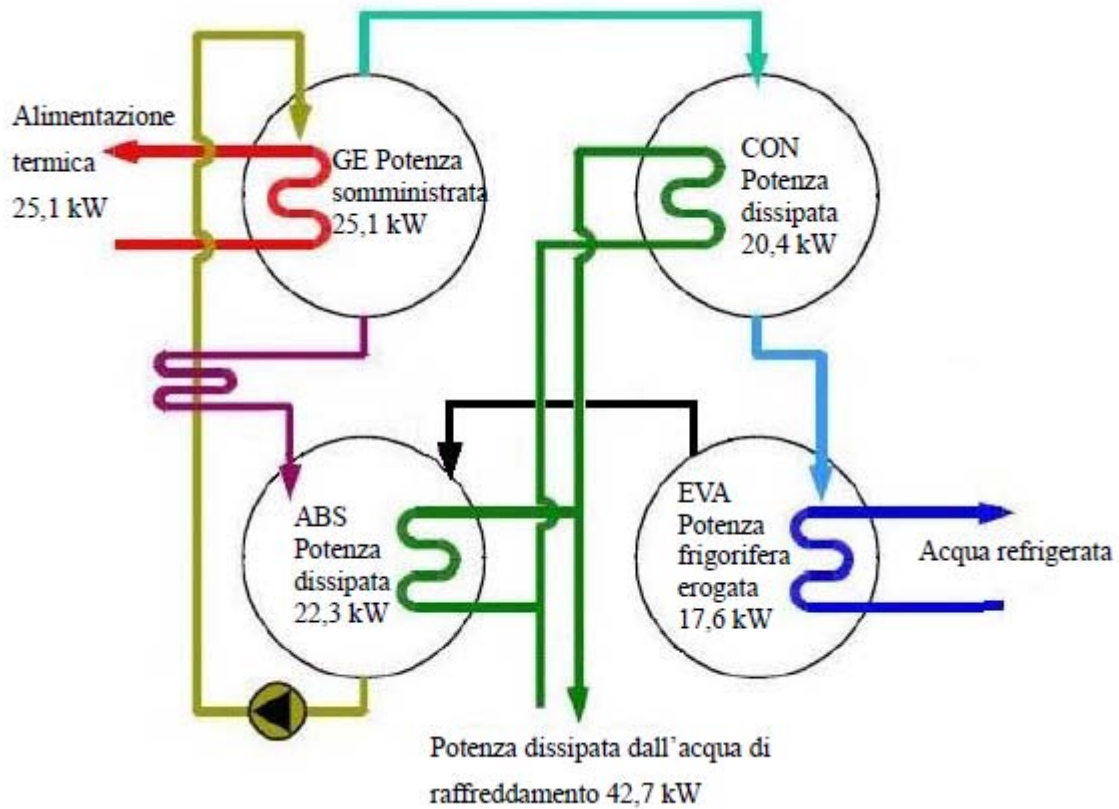 Alimentazione
termica
25,1 kW
GE Potenza
somministrata
25,1 kW
CON
Potenza
dissipata
20,4 kW
ABS
Potenza
dissipata
22,3 kW
EVA
Potenza
frigorifera
erogata
17,6 kW
Acqua refrigerata
Potenza dissipata dall’acqua di
raffreddamento 42,7 kW